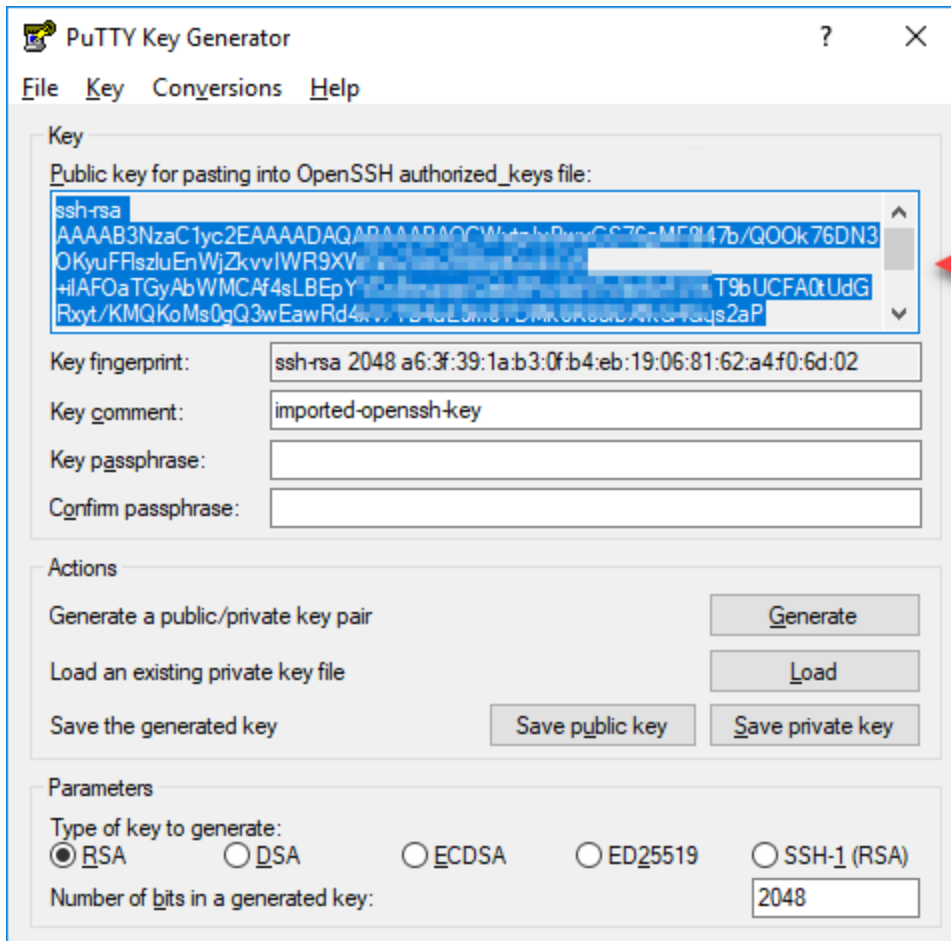 PuTTY Key Generator
? 
File Key Conversions Help
Key
Public key for pasting into OpenSSH authorized_keys file:
ssh-rsa
OKyuFFIszluEnWjZkvvIWR9XW
+ilAFOaTGyAbWMCAf4sLBEpY T9bUCFA0tUdG
Key fingerprint: ssh-rsa 2048 a6:3f:39:1a:b3:0f:b4:eb:19:06:81:62:a4:f0:6d:02
Key comment: imported-openssh-key
Key passphrase:
Confirm passphrase:
Actions
Generate a public/private key pair Generate
Load an existing private key file Load
Save the generated key Save public key Save private key
Parameters
Type of key to generate:
RSA DSA ECDSA ED25519 SSH-1 (RSA)
Number of bits in a generated key: 2048